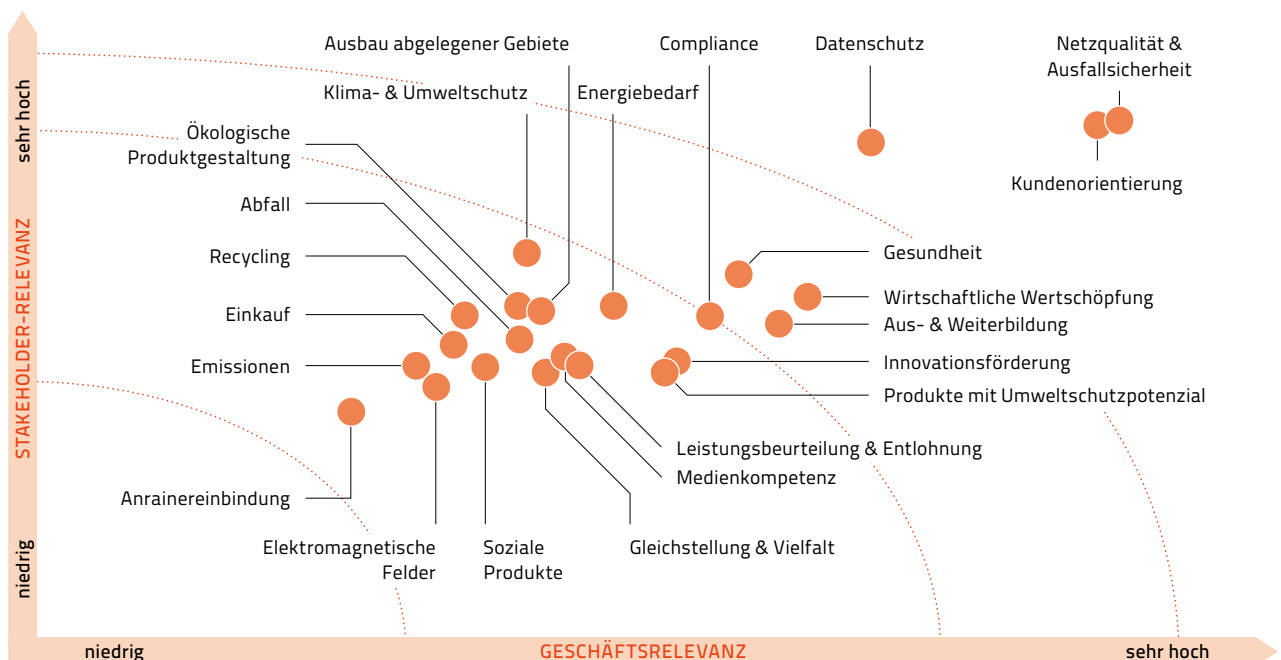 Ausbau abgelegener Gebiete
Compliance
Datenschutz
Netzqualität &
Ausfallsicherheit
Klima- & Umweltschutz
Energiebedarf
sehr hoch
Ökologische
Produktgestaltung
Kundenorientierung
Abfall
STAKEHOLDER-RELEVANZ
Recycling
Gesundheit
Einkauf
Wirtschaftliche Wertschöpfung
Aus- & Weiterbildung
Emissionen
Innovationsförderung
Produkte mit Umweltschutzpotenzial
Leistungsbeurteilung & Entlohnung
Medienkompetenz
Anrainereinbindung
niedrig
Elektromagnetische
Felder
Soziale
Produkte
Gleichstellung & Vielfalt
niedrig
GESCHÄFTSRELEVANZ
sehr hoch